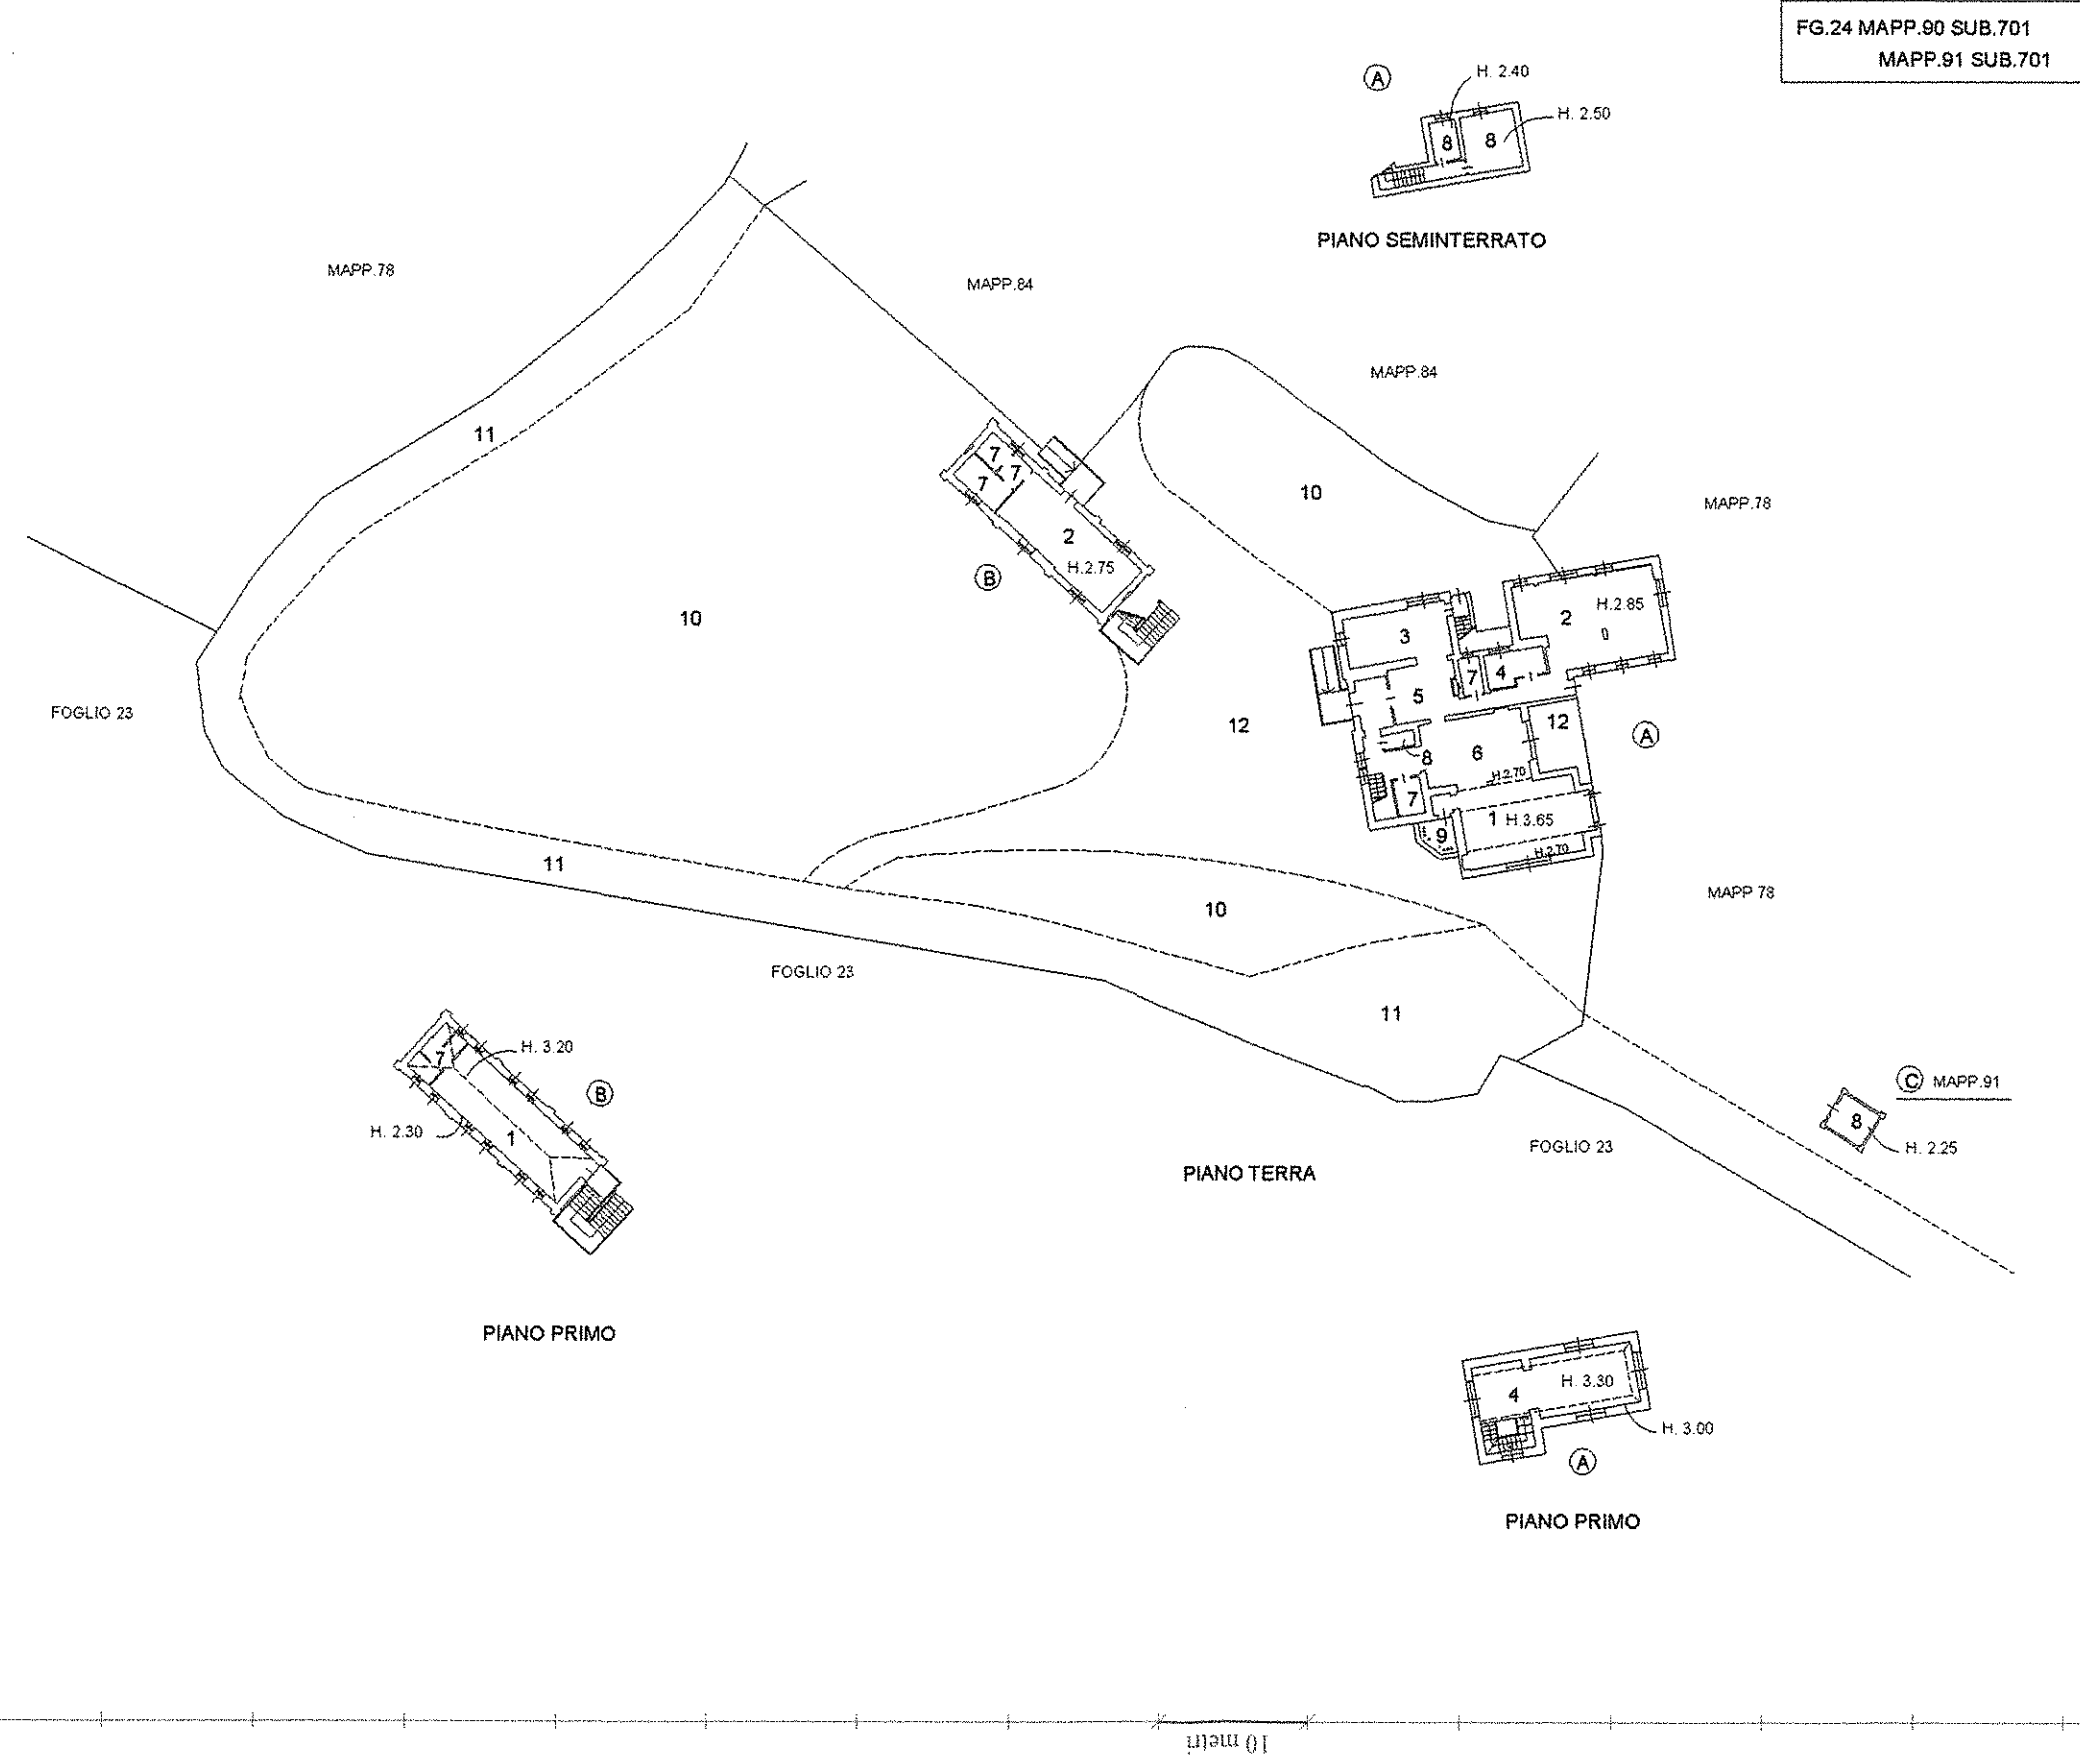 FG.24 MAPP.90 SUB.701
MAPP.91 SUB.701
A
H. 2.40
H. 2.50
8
8
PIANO SEMINTERRATO
MAPP.78
MAPP.84
MAPP.84
11
7
7
7
10
MAPP.78
2
H.2.75
B
10
2
H.2.85
3
7
4
5
FOGLIO 23
12
12
A
6
8
H.2.70
7
1 H.3.65
9
H.2.70
11
MAPP 78
10
FOGLIO 23
11
7
H. 3.20
B
H. 2.30
1
C MAPP.91
8
H. 2.25
FOGLIO 23
PIANO TERRA
PIANO PRIMO
4
H. 3.30
H. 3.00
A
PIANO PRIMO
10 metri